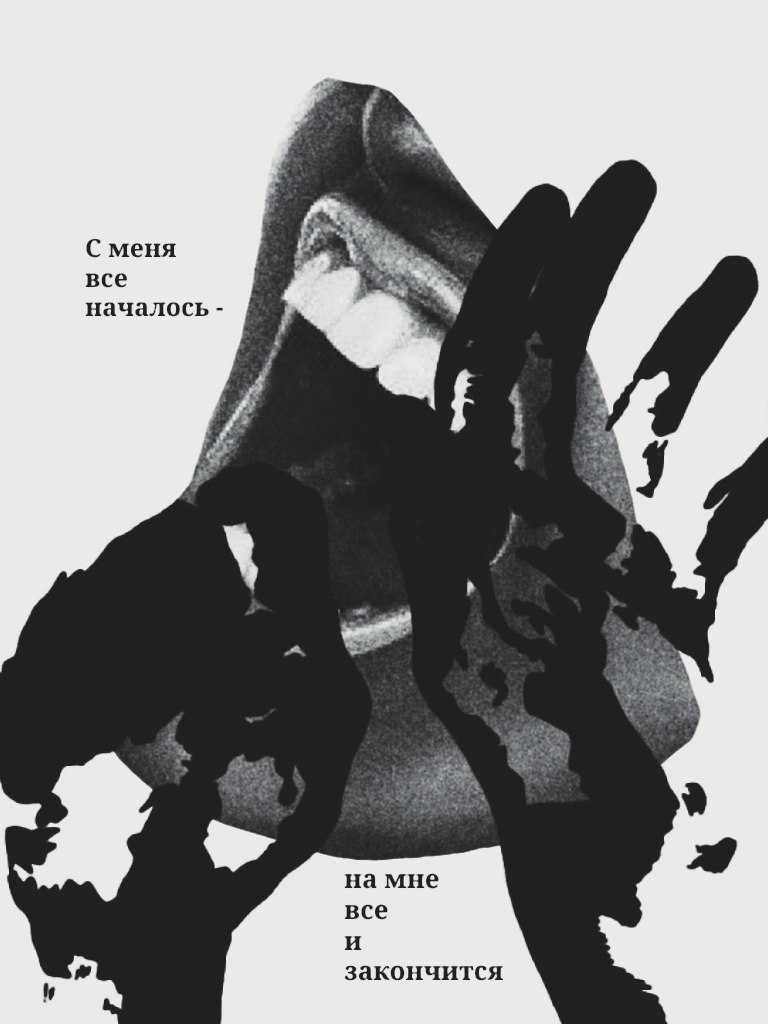 С меня
все
началось -
на мне
все
и
закончится